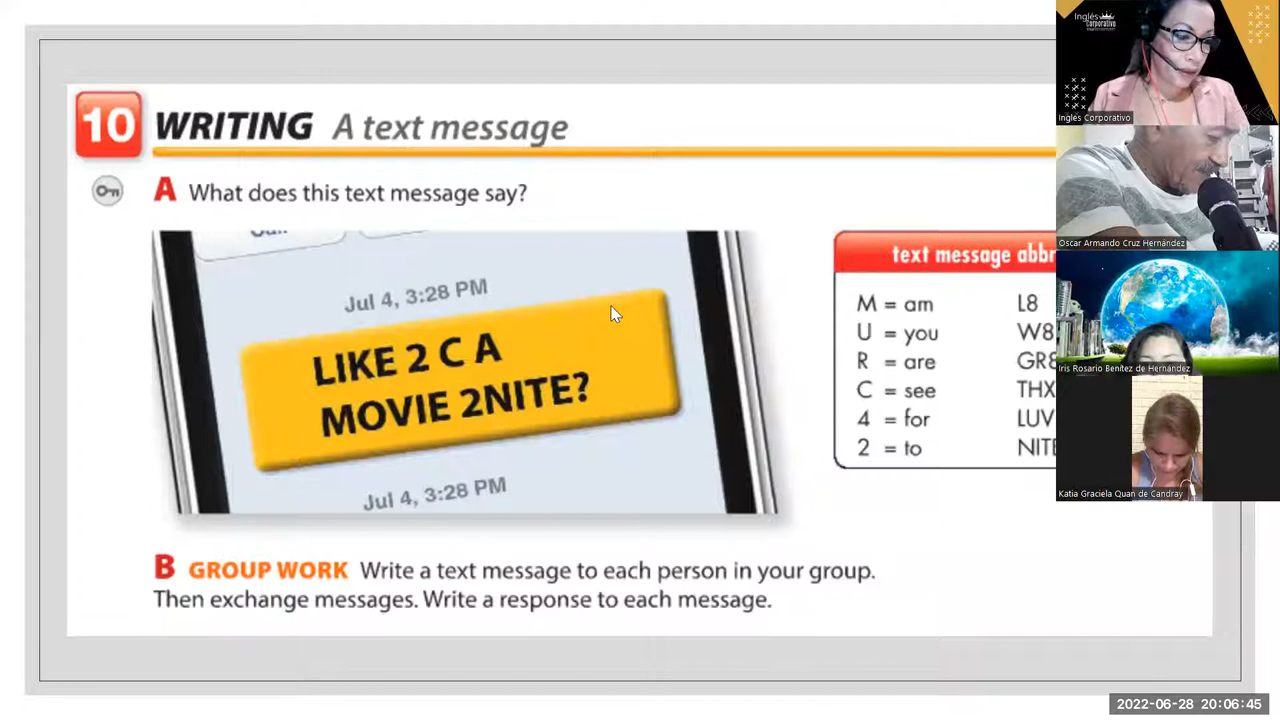 10 WRITING A text message
A What does this text message say?
Jul 4, 3:28 PM
LIKE 2 C A
MOVIE 2NITE?
Jul 4, 3:28 PM
text message
M = am L8
U = you W8
R = are
C = see THX
4 = for LUV
2 = to
B GROUP WORK Write a text message to each person in your group.
Then exchange messages. Write a response to each message.
Inglés
Corporativo
Inglés Corporativo
Oscar Armando Cruz Hernández
Iris Rosario Benítez de Hernández
Katia Graciela Quan de Candray
2022-06-28 20:06:45